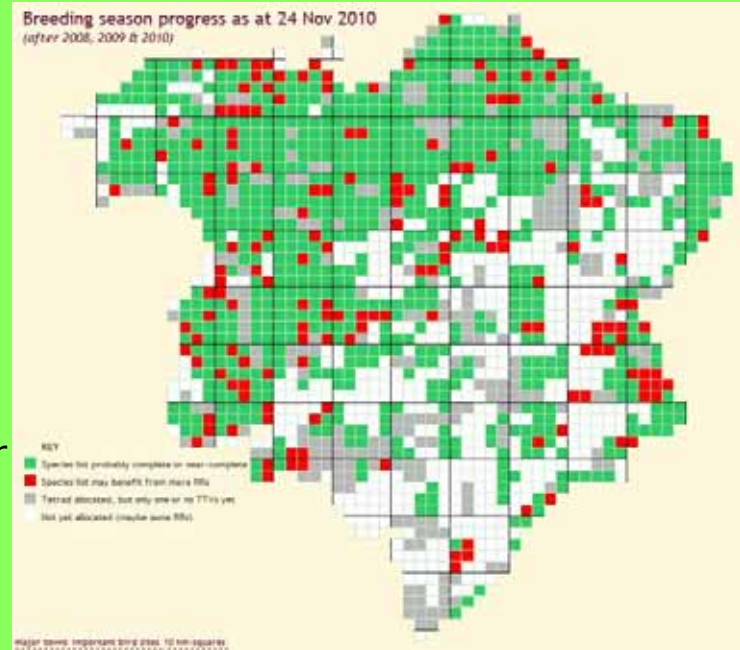 Breeding season progress as at 24 Nov 2010
(after 2008, 2009 & 2010)
r
KEY
Species list probably complete or near-complete
Species list may benefit from more RRs
Tetrad allocated, but only one or no TTVs yet
Not yet allocated (maybe some RRs)
Major towns Important bird sites 10 km squares